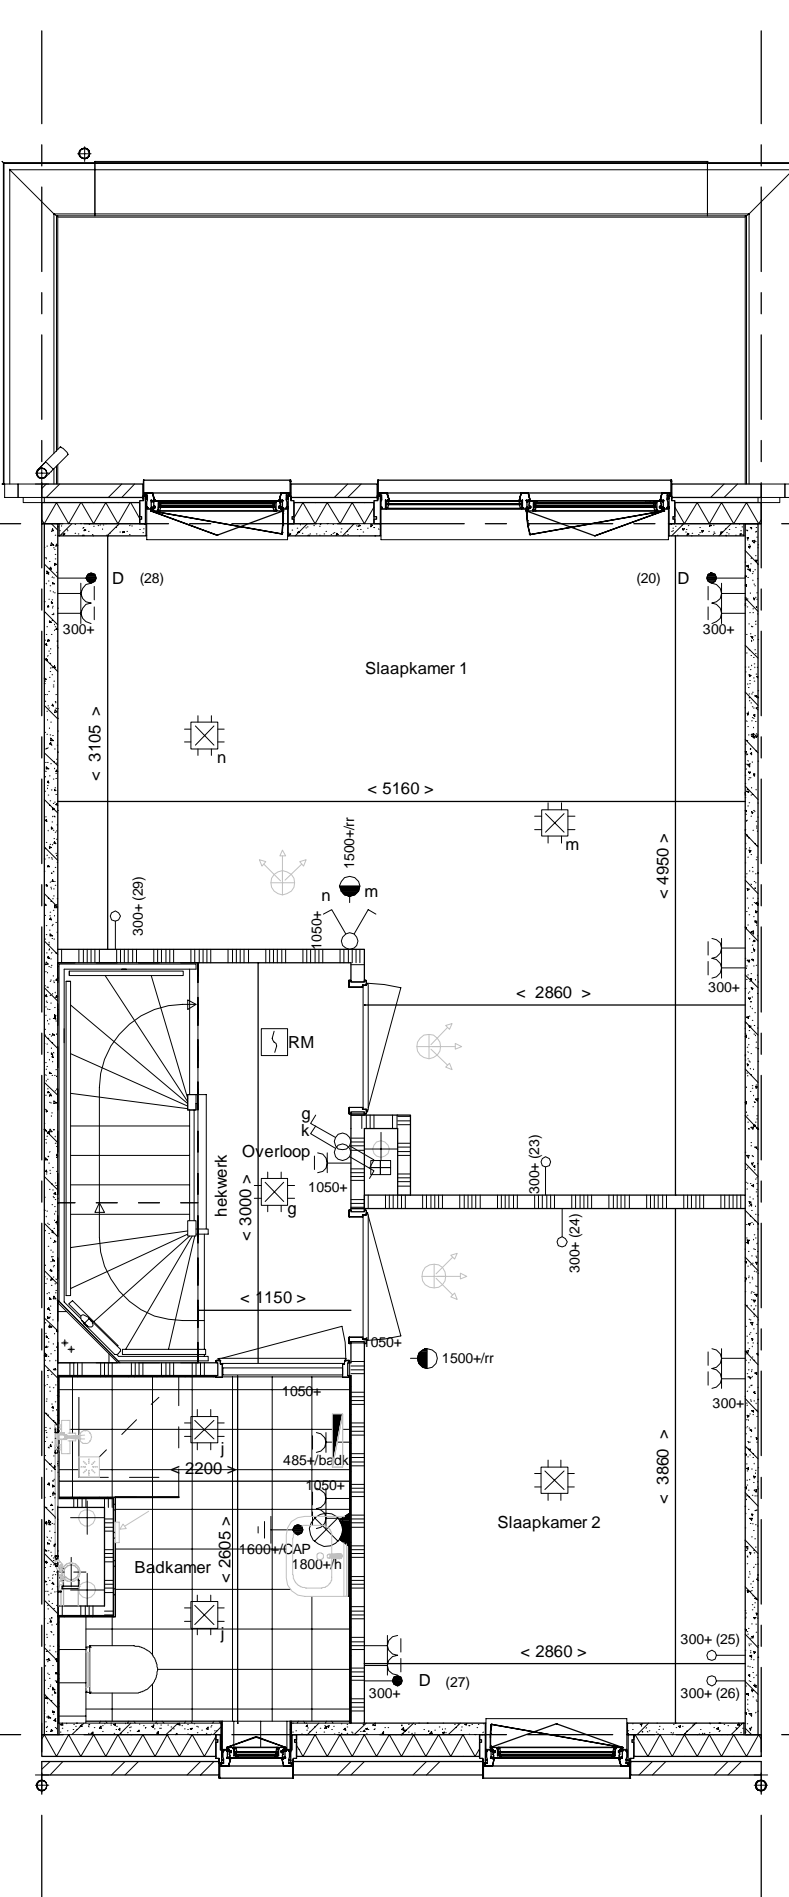 D (28)
(20) D
300+
300+
Slaapkamer 1
< 3105 >
n
< 5160 >
m
1500+/rr
< 4950 >
300+ (29)
n m
1050+
300+
< 2860 >
RM
g
k
Overloop
300+ (23)
1050+
hekwerk
< 3000 >
g
300+ (24)
< 1150 >
1050+
1500+/rr
1050+
300+
j
485+/badk
< 2200 >
1050+
< 3860 >
Slaapkamer 2
< 2605 >
1600+/CAP
1800+/h
Badkamer
j
300+ (25)
< 2860 >
D (27)
300+
300+ (26)